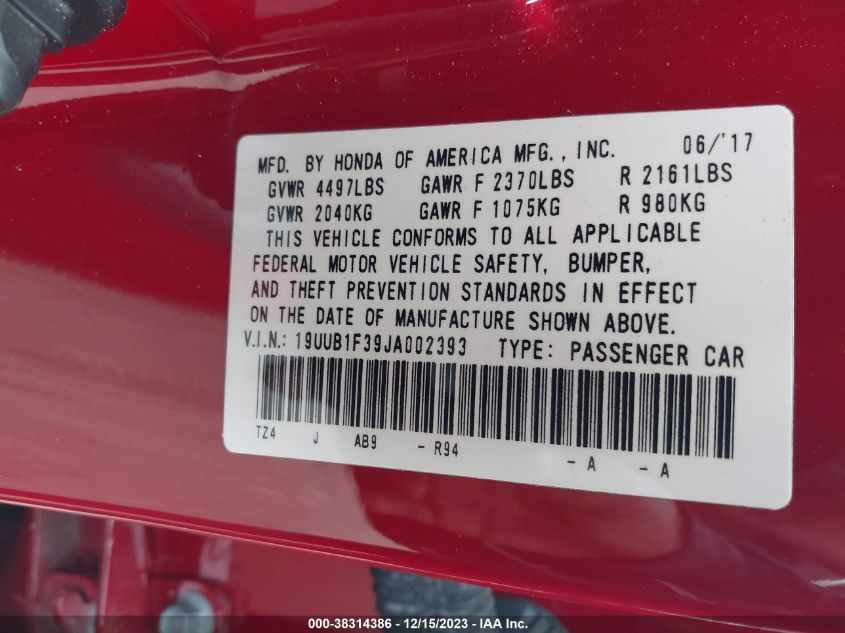 MFD. BY HONDA OF AMERICA MFG., INC. 06/'17
GVWR 4497LBS GAWR F 2370LBS R 2161LBS
GVWR 2040KG GAWR F 1075KG R 980KG
THIS VEHICLE CONFORMS TO ALL APPLICABLE
FEDERAL MOTOR VEHICLE SAFETY, BUMPER,
AND THEFT PREVENTION STANDARDS IN EFFECT
ON THE DATE OF MANUFACTURE SHOWN ABOVE.
V.I.N.: 19UUB1F39JA002393 TYPE: PASSENGER CAR
TZ4 J AB9 - R94 - A - A
000-38314386 - 12/15/2023 - IAA Inc.